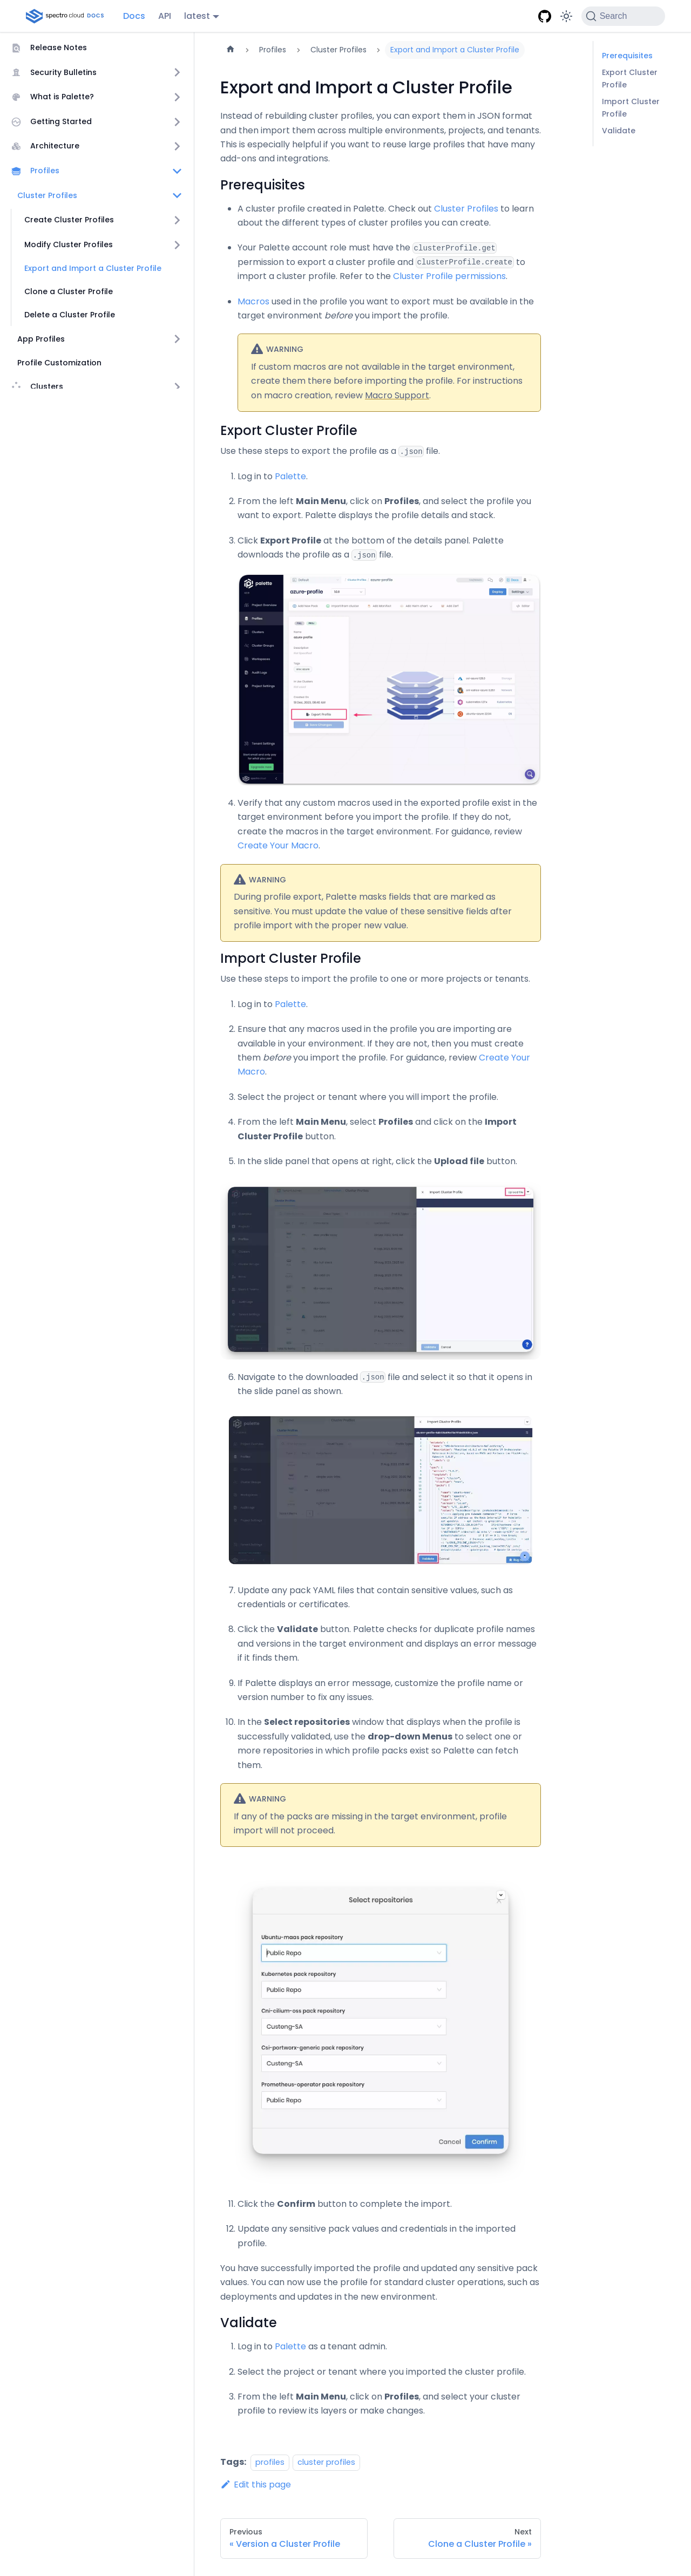 spectro cloud DOCS
Docs
API
latest
Search
Release Notes
Security Bulletins
What is Palette?
Getting Started
Architecture
Profiles
Cluster Profiles
Create Cluster Profiles
Modify Cluster Profiles
Export and Import a Cluster Profile
Clone a Cluster Profile
Delete a Cluster Profile
App Profiles
Profile Customization
Clusters
Profiles
Cluster Profiles
Export and Import a Cluster Profile
Export and Import a Cluster Profile
Instead of rebuilding cluster profiles, you can export them in JSON format
and then import them across multiple environments, projects, and tenants.
This is especially helpful if you want to reuse large profiles that have many
add-ons and integrations.
Prerequisites
A cluster profile created in Palette. Check out Cluster Profiles to learn
about the different types of cluster profiles you can create.
Your Palette account role must have the clusterProfile.get
permission to export a cluster profile and clusterProfile.create to
import a cluster profile. Refer to the Cluster Profile permissions.
Macros used in the profile you want to export must be available in the
target environment before you import the profile.
WARNING
If custom macros are not available in the target environment,
create them there before importing the profile. For instructions
on macro creation, review Macro Support.
Export Cluster Profile
Use these steps to export the profile as a .json file.
1. Log in to Palette.
2. From the left Main Menu, click on Profiles, and select the profile you
want to export. Palette displays the profile details and stack.
3. Click Export Profile at the bottom of the details panel. Palette
downloads the profile as a .json file.
palette
azure-profile
Project Overview
Profiles
Clusters
Cluster Groups
Workspaces
Audit Logs
Project Settings
Tenant Settings
Deploy
Settings
Export Profile
4. Verify that any custom macros used in the exported profile exist in the
target environment before you import the profile. If they do not,
create the macros in the target environment. For guidance, review
Create Your Macro.
WARNING
During profile export, Palette masks fields that are marked as
sensitive. You must update the value of these sensitive fields after
profile import with the proper new value.
Import Cluster Profile
Use these steps to import the profile to one or more projects or tenants.
1. Log in to Palette.
2. Ensure that any macros used in the profile you are importing are
available in your environment. If they are not, then you must create
them before you import the profile. For guidance, review Create Your
Macro.
3. Select the project or tenant where you will import the profile.
4. From the left Main Menu, select Profiles and click on the Import
Cluster Profile button.
5. In the slide panel that opens at right, click the Upload file button.
Import Cluster Profile
Upload file
Validate
Cancel
6. Navigate to the downloaded .json file and select it so that it opens in
the slide panel as shown.
Import Cluster Profile
Validate
Cancel
7. Update any pack YAML files that contain sensitive values, such as
credentials or certificates.
8. Click the Validate button. Palette checks for duplicate profile names
and versions in the target environment and displays an error message
if it finds them.
9. If Palette displays an error message, customize the profile name or
version number to fix any issues.
10. In the Select repositories window that displays when the profile is
successfully validated, use the drop-down Menus to select one or
more repositories in which profile packs exist so Palette can fetch
them.
WARNING
If any of the packs are missing in the target environment, profile
import will not proceed.
Select repositories
Ubuntu-maas pack repository
Public Repo
Kubernetes pack repository
Public Repo
Cni-cilium-oss pack repository
Custeng-SA
Csi-portworx-generic pack repository
Custeng-SA
Prometheus-operator pack repository
Public Repo
Cancel
Confirm
11. Click the Confirm button to complete the import.
12. Update any sensitive pack values and credentials in the imported
profile.
You have successfully imported the profile and updated any sensitive pack
values. You can now use the profile for standard cluster operations, such as
deployments and updates in the new environment.
Validate
1. Log in to Palette as a tenant admin.
2. Select the project or tenant where you imported the cluster profile.
3. From the left Main Menu, click on Profiles, and select your cluster
profile to review its layers or make changes.
Tags: profiles cluster profiles
Edit this page
Previous
« Version a Cluster Profile
Next
Clone a Cluster Profile »
Prerequisites
Export Cluster
Profile
Import Cluster
Profile
Validate